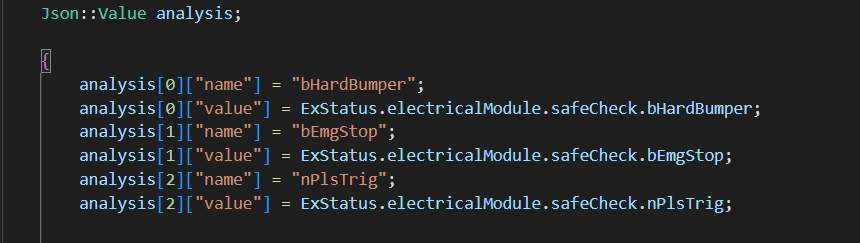 Json::Value analysis;
{
analysis[0]["name"] = "bHardBumper";
analysis[0]["value"] = ExStatus.electricalModule.safeCheck.bHardBumper;
analysis[1]["name"] = "bEmgStop";
analysis[1]["value"] = ExStatus.electricalModule.safeCheck.bEmgStop;
analysis[2]["name"] = "nPlsTrig";
analysis[2]["value"] = ExStatus.electricalModule.safeCheck.nPlsTrig;